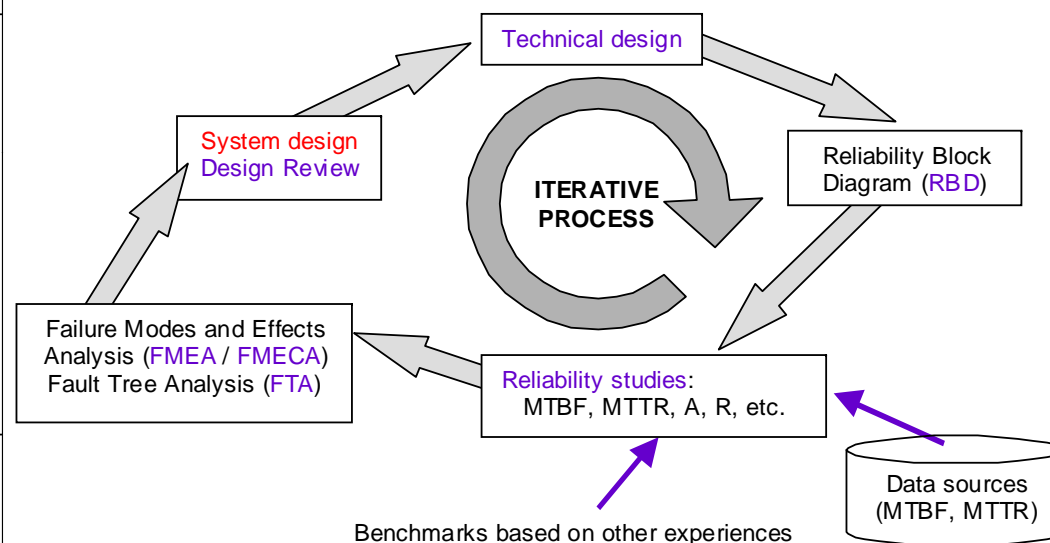 Technical design
System design
Design Review
Reliability Block
Diagram (RBD)
ITERATIVE
PROCESS
Failure Modes and Effects
Analysis (FMEA / FMECA)
Fault Tree Analysis (FTA)
Reliability studies:
MTBF, MTTR, A, R, etc.
Data sources
(MTBF, MTTR)
Benchmarks based on other experiences